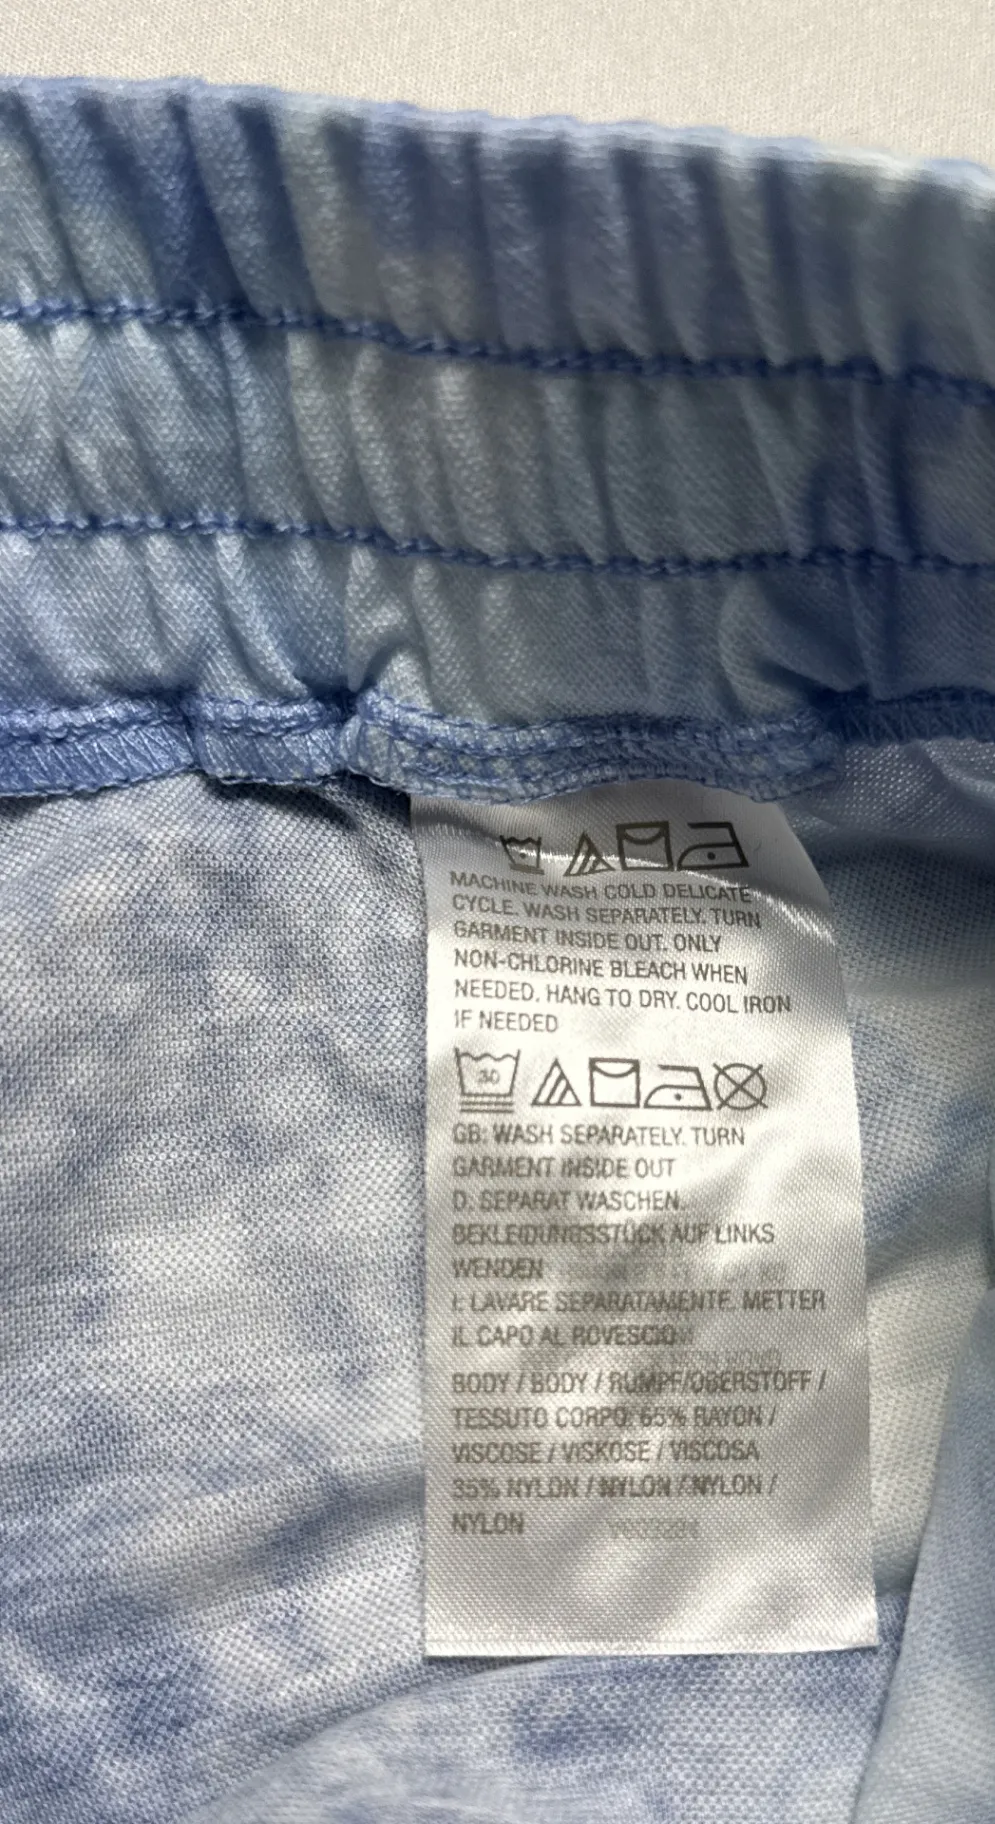 MACHINE WASH COLD DELICATE
CYCLE. WASH SEPARATELY. TURN
GARMENT INSIDE OUT. ONLY
NON-CHLORINE BLEACH WHEN
NEEDED. HANG TO DRY. COOL IRON
IF NEEDED
30
GB: WASH SEPARATELY. TURN
GARMENT INSIDE OUT
D: SEPARAT WASCHEN.
BEKLEIDUNGSSTÜCK AUF LINKS
WENDEN
I: LAVARE SEPARATAMENTE. METTER
IL CAPO AL ROVESCIO
BODY / BODY / RUMPF/OBERSTOFF /
TESSUTO CORPO: 65% RAYON /
VISCOSE / VISKOSE / VISCOSA
35% NYLON / NYLON / NYLON /
NYLON